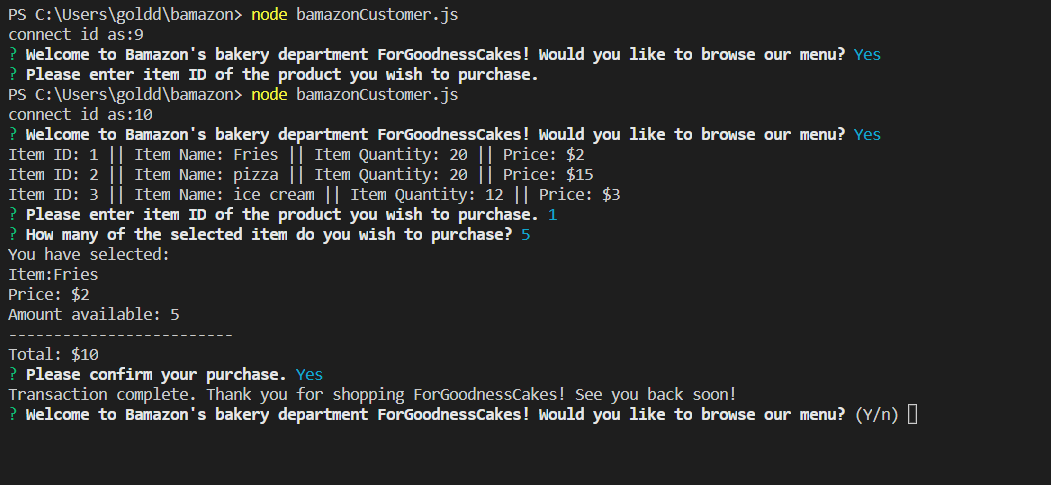 PS C:\Users\goldd\bamazon> node bamazonCustomer.js
connect id as:9
? Welcome to Bamazon's bakery department ForGoodnessCakes! Would you like to browse our menu? Yes
? Please enter item ID of the product you wish to purchase.
PS C:\Users\goldd\bamazon> node bamazonCustomer.js
connect id as:10
? Welcome to Bamazon's bakery department ForGoodnessCakes! Would you like to browse our menu? Yes
Item ID: 1 || Item Name: Fries || Item Quantity: 20 || Price: $2
Item ID: 2 || Item Name: pizza || Item Quantity: 20 || Price: $15
Item ID: 3 || Item Name: ice cream || Item Quantity: 12 || Price: $3
? Please enter item ID of the product you wish to purchase. 1
? How many of the selected item do you wish to purchase? 5
You have selected:
Item:Fries
Price: $2
Amount available: 5
-------------------------
Total: $10
? Please confirm your purchase. Yes
Transaction complete. Thank you for shopping ForGoodnessCakes! See you back soon!
? Welcome to Bamazon's bakery department ForGoodnessCakes! Would you like to browse our menu? (Y/n)